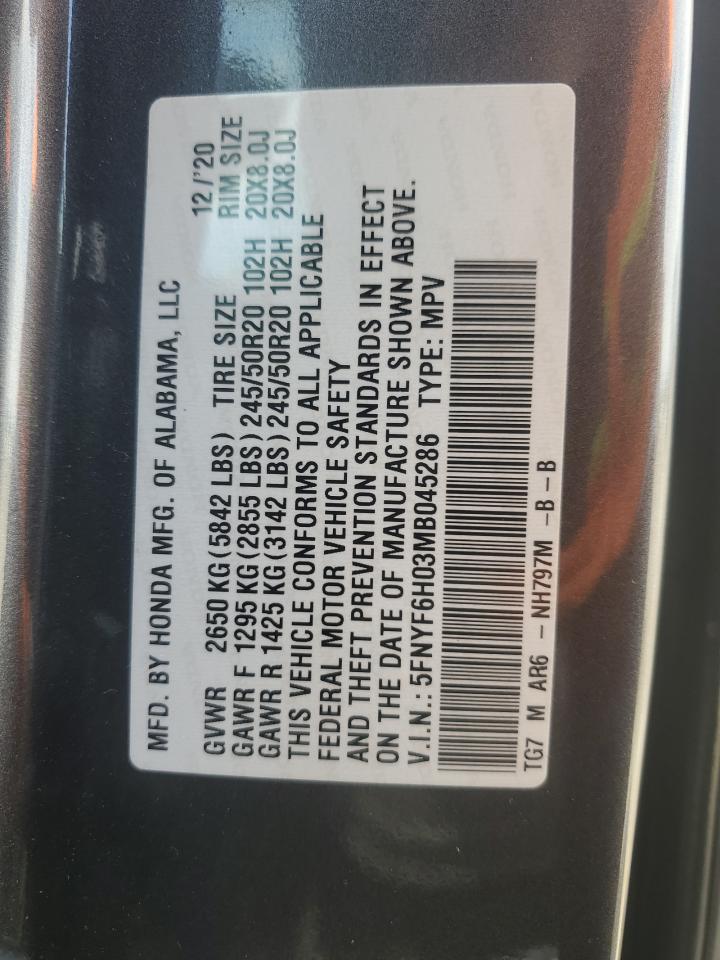 MFD. BY HONDA MFG. OF ALABAMA, LLC
12/'20
GVWR 2650 KG (5842 LBS) TIRE SIZE RIM SIZE
GAWR F 1295 KG (2855 LBS) 245/50R20 102H 20X8.0J
GAWR R 1425 KG (3142 LBS) 245/50R20 102H 20X8.0J
THIS VEHICLE CONFORMS TO ALL APPLICABLE
FEDERAL MOTOR VEHICLE SAFETY
AND THEFT PREVENTION STANDARDS IN EFFECT
ON THE DATE OF MANUFACTURE SHOWN ABOVE.
V.I.N.: 5FNYF6H03MB045286 TYPE: MPV
TG7 M AR6 - NH797M -B-B